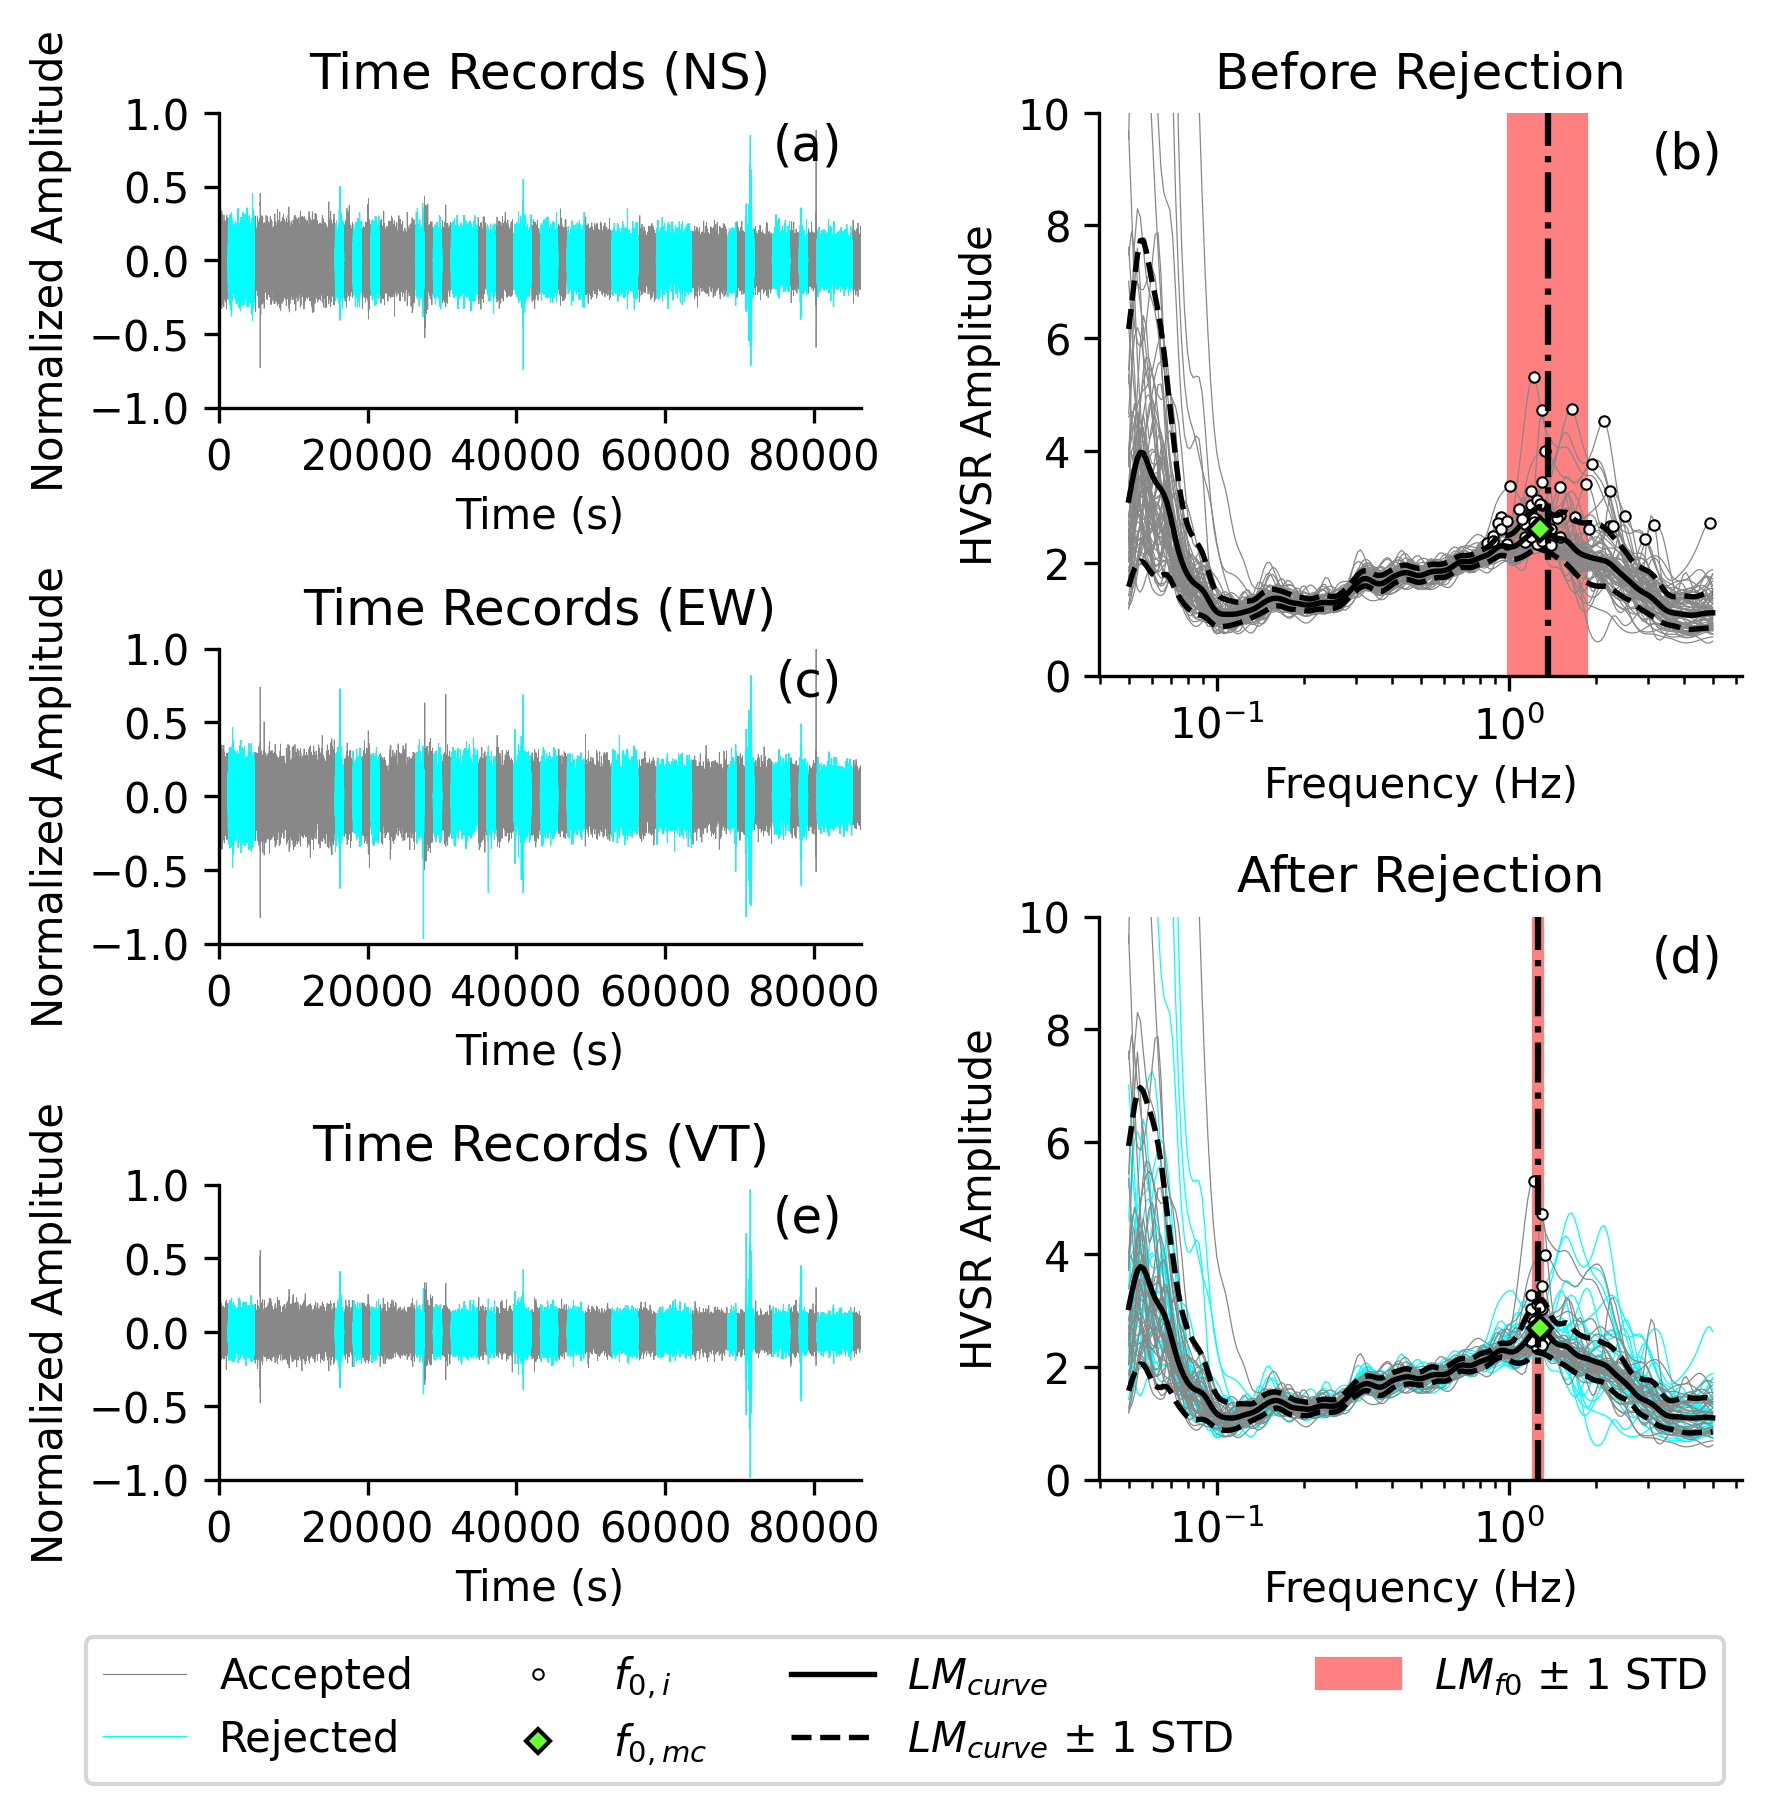 Time Records (NS)
(a)
Normalized Amplitude
1.0
0.5
0.0
−0.5
−1.0
0 20000 40000 60000 80000
Time (s)
Before Rejection
(b)
HVSR Amplitude
10
8
6
4
2
0
10⁻¹ 10⁰
Frequency (Hz)
Time Records (EW)
(c)
Normalized Amplitude
1.0
0.5
0.0
−0.5
−1.0
0 20000 40000 60000 80000
Time (s)
After Rejection
(d)
HVSR Amplitude
10
8
6
4
2
0
10⁻¹ 10⁰
Frequency (Hz)
Time Records (VT)
(e)
Normalized Amplitude
1.0
0.5
0.0
−0.5
−1.0
0 20000 40000 60000 80000
Time (s)
Accepted
Rejected
f0,i
f0,mc
LMcurve
LMcurve ± 1 STD
LMf0 ± 1 STD